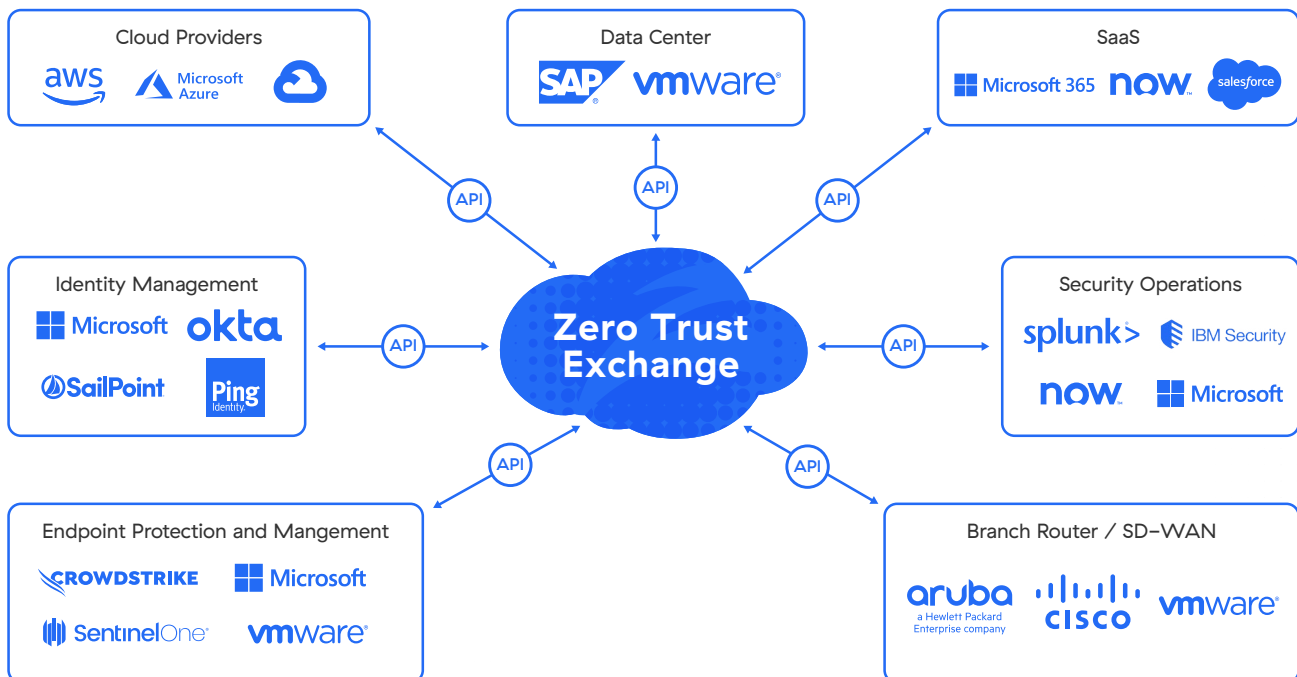 Cloud Providers
aws
Microsoft
Azure
Data Center
SAP®
vmware®
SaaS
Microsoft 365
now™
salesforce
API
API
API
Identity Management
Microsoft
okta
SailPoint
Ping
Identity.
API
Zero Trust
Exchange
API
Security Operations
splunk>
IBM Security
now™
Microsoft
API
API
Endpoint Protection and Mangement
CROWDSTRIKE
Microsoft
SentinelOne®
vmware®
Branch Router / SD-WAN
aruba
a Hewlett Packard
Enterprise company
CISCO
vmware®